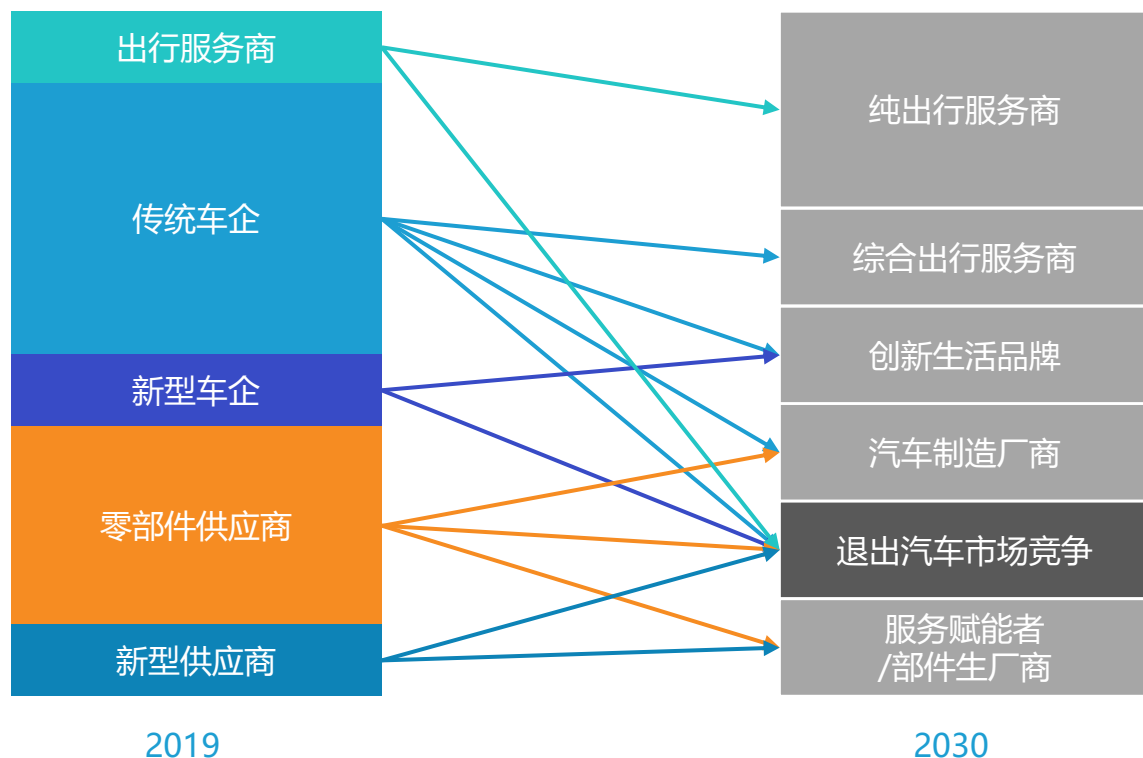 出行服务商
传统车企
新型车企
零部件供应商
新型供应商
2019
纯出行服务商
综合出行服务商
创新生活品牌
汽车制造厂商
退出汽车市场竞争
服务赋能者
/部件生厂商
2030